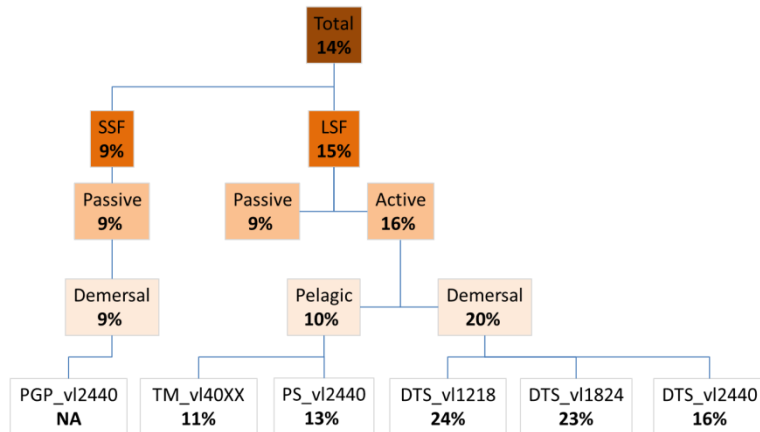 Total
14%
SSF
9%
LSF
15%
Passive
9%
Passive
9%
Active
16%
Demersal
9%
Pelagic
10%
Demersal
20%
PGP_vl2440
NA
TM_vl40XX
11%
PS_vl2440
13%
DTS_vl1218
24%
DTS_vl1824
23%
DTS_vl2440
16%